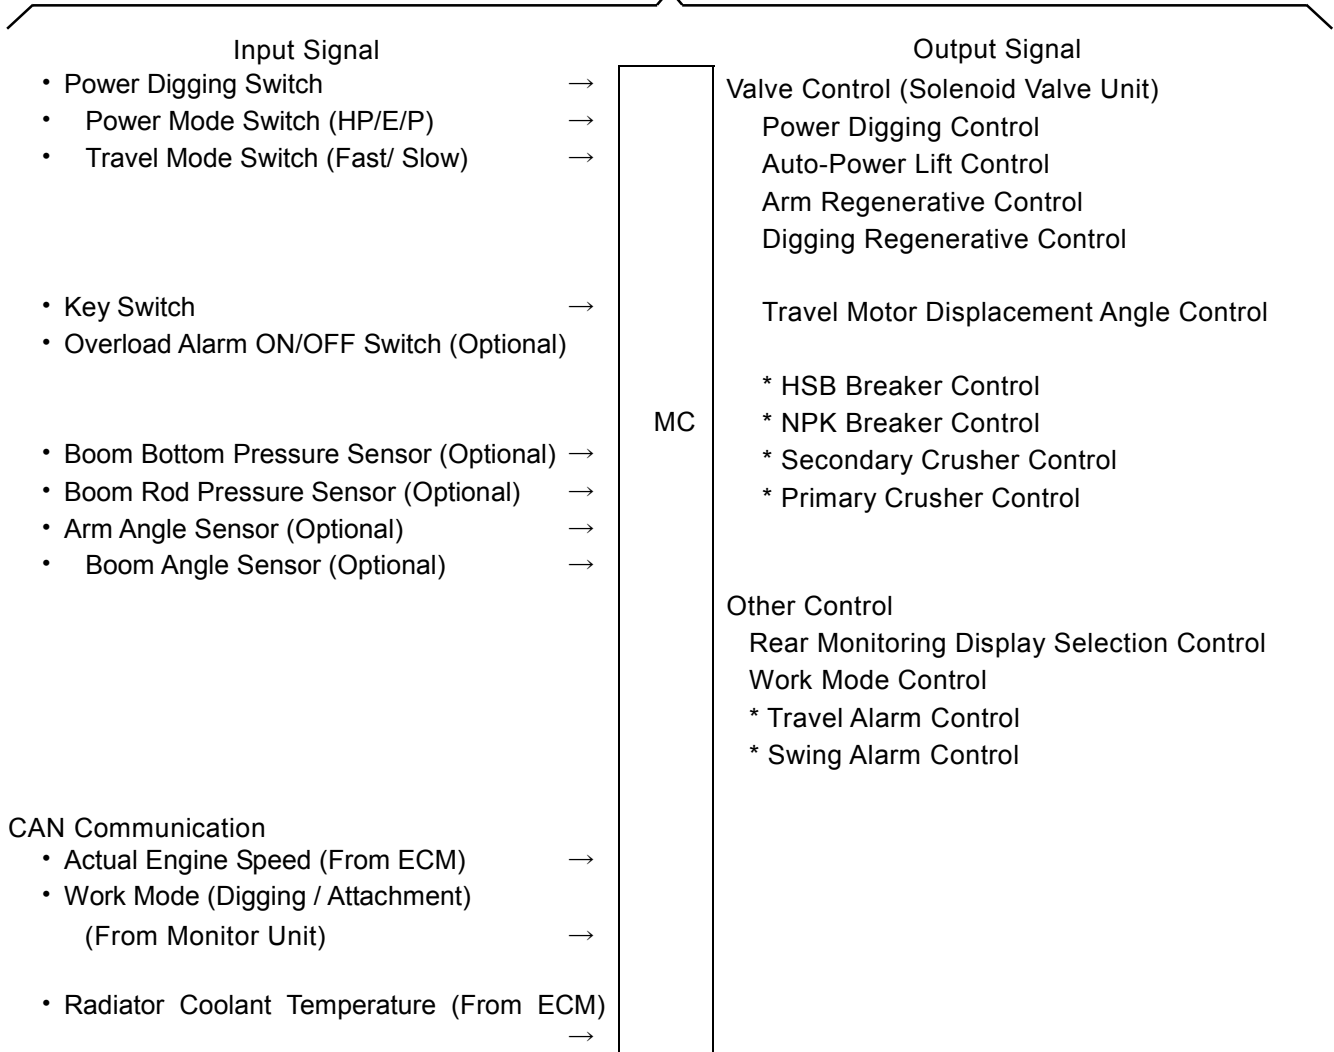 Input Signal
・ Power Digging Switch →
・ Power Mode Switch (HP/E/P) →
・ Travel Mode Switch (Fast/ Slow) →
・ Key Switch →
・ Overload Alarm ON/OFF Switch (Optional)
・ Boom Bottom Pressure Sensor (Optional) →
・ Boom Rod Pressure Sensor (Optional) →
・ Arm Angle Sensor (Optional) →
・ Boom Angle Sensor (Optional) →
CAN Communication
・ Actual Engine Speed (From ECM) →
・ Work Mode (Digging / Attachment)
(From Monitor Unit) →
・ Radiator Coolant Temperature (From ECM)
→
MC
Output Signal
Valve Control (Solenoid Valve Unit)
Power Digging Control
Auto-Power Lift Control
Arm Regenerative Control
Digging Regenerative Control
Travel Motor Displacement Angle Control
* HSB Breaker Control
* NPK Breaker Control
* Secondary Crusher Control
* Primary Crusher Control
Other Control
Rear Monitoring Display Selection Control
Work Mode Control
* Travel Alarm Control
* Swing Alarm Control